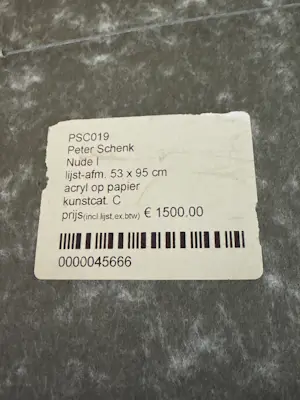 PSC019
Peter Schenk
Nude I
lijst-afm. 53 x 95 cm
acryl op papier
kunstcat. C
prijs(incl.lijst.ex.btw) € 1500.00
0000045666